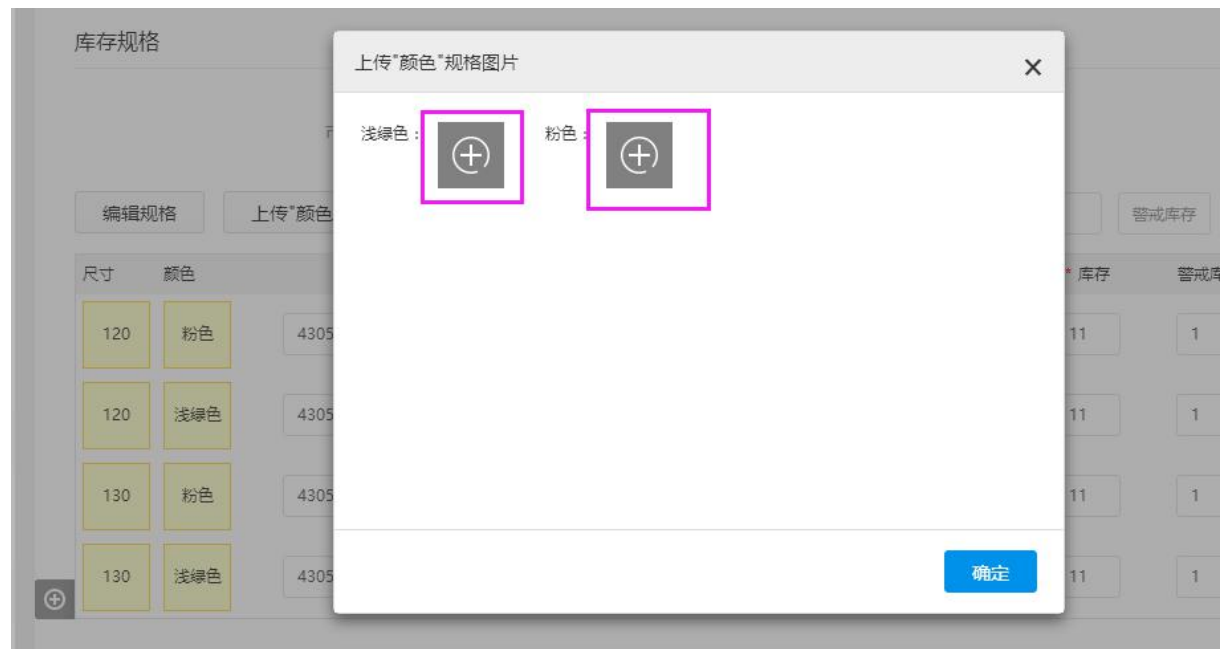 库存规格
上传"颜色"规格图片
浅绿色：
粉色：
编辑规格
上传"颜色
警戒库存
尺寸 颜色
* 库存 警戒库
120 粉色 4305 11 1
120 浅绿色 4305 11 1
130 粉色 4305 11 1
130 浅绿色 4305 11 1
确定